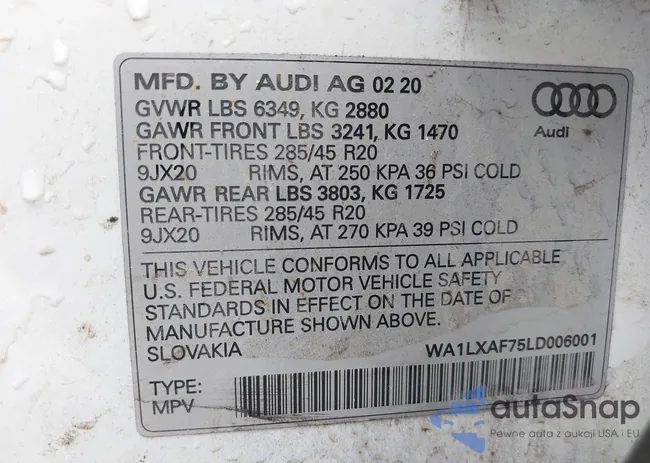 MFD. BY AUDI AG 02 20
GVWR LBS 6349, KG 2880
GAWR FRONT LBS 3241, KG 1470
FRONT-TIRES 285/45 R20
9JX20 RIMS, AT 250 KPA 36 PSI COLD
GAWR REAR LBS 3803, KG 1725
REAR-TIRES 285/45 R20
9JX20 RIMS, AT 270 KPA 39 PSI COLD
Audi
THIS VEHICLE CONFORMS TO ALL APPLICABLE
U.S. FEDERAL MOTOR VEHICLE SAFETY
STANDARDS IN EFFECT ON THE DATE OF
MANUFACTURE SHOWN ABOVE.
SLOVAKIA WA1LXAF75LD006001
TYPE:
MPV
autaSnap
Pewne auta z aukcji USA i EU